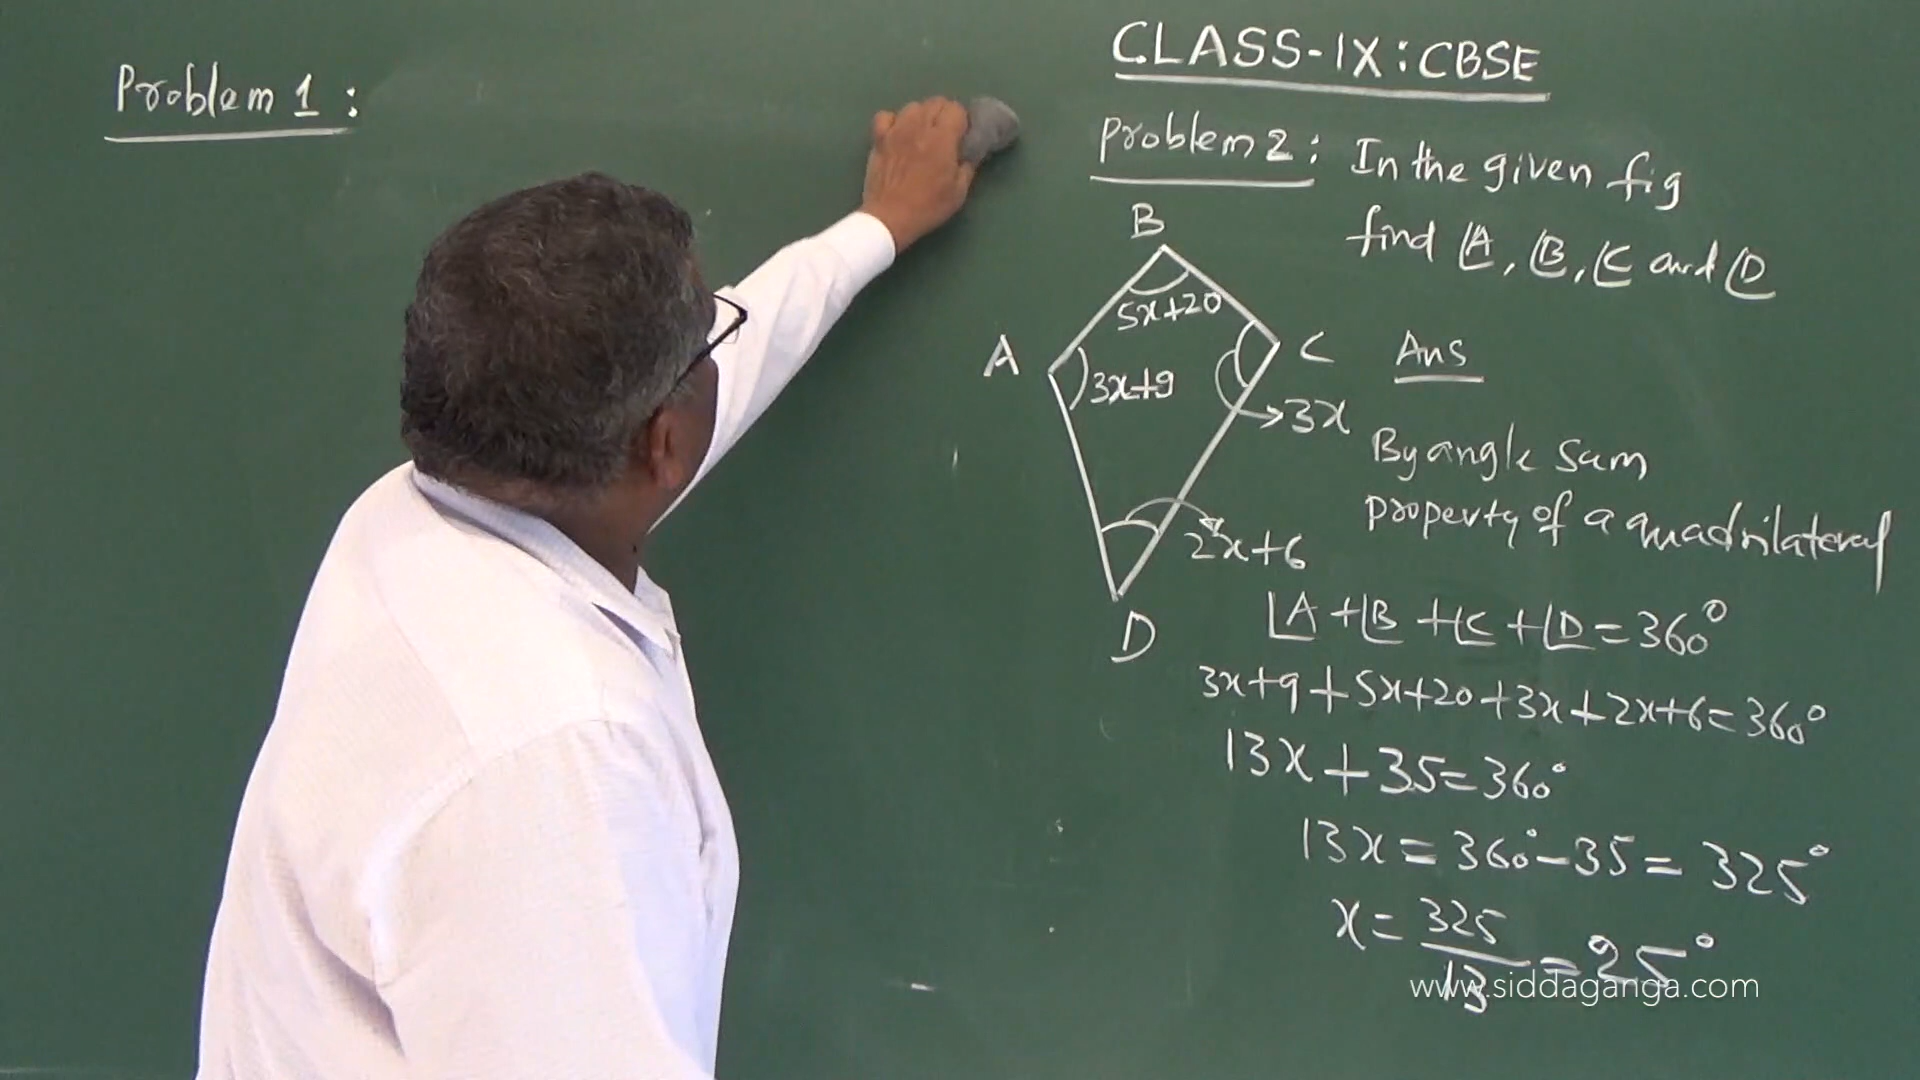 CLASS-IX: CBSE
Problem 1:
Problem 2: In the given fig
find ∠A, ∠B, ∠C and ∠D
B
5x+20
A
3x+9
C
3x
2x+6
D
Ans
By angle sum
property of a quadrilateral
∠A +∠B +∠C +∠D = 360°
3x+9+5x+20+3x+2x+6=360°
13x+35=360°
13x = 360°-35 = 325°
x = 325/13 = 25°
www.siddaganga.com